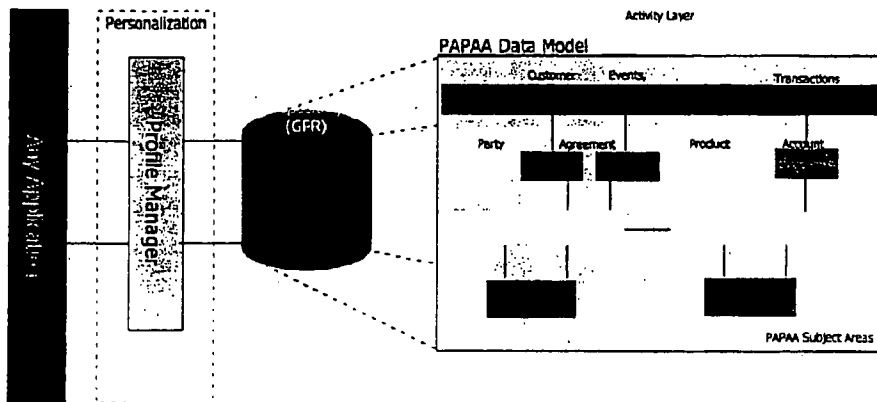 Personalization
Activity Layer
PAPAA Data Model
Customer Events, Transactions
(GPR)
Party Agreement Product Account
Any Application
Profile Manager
PAPAA Subject Areas